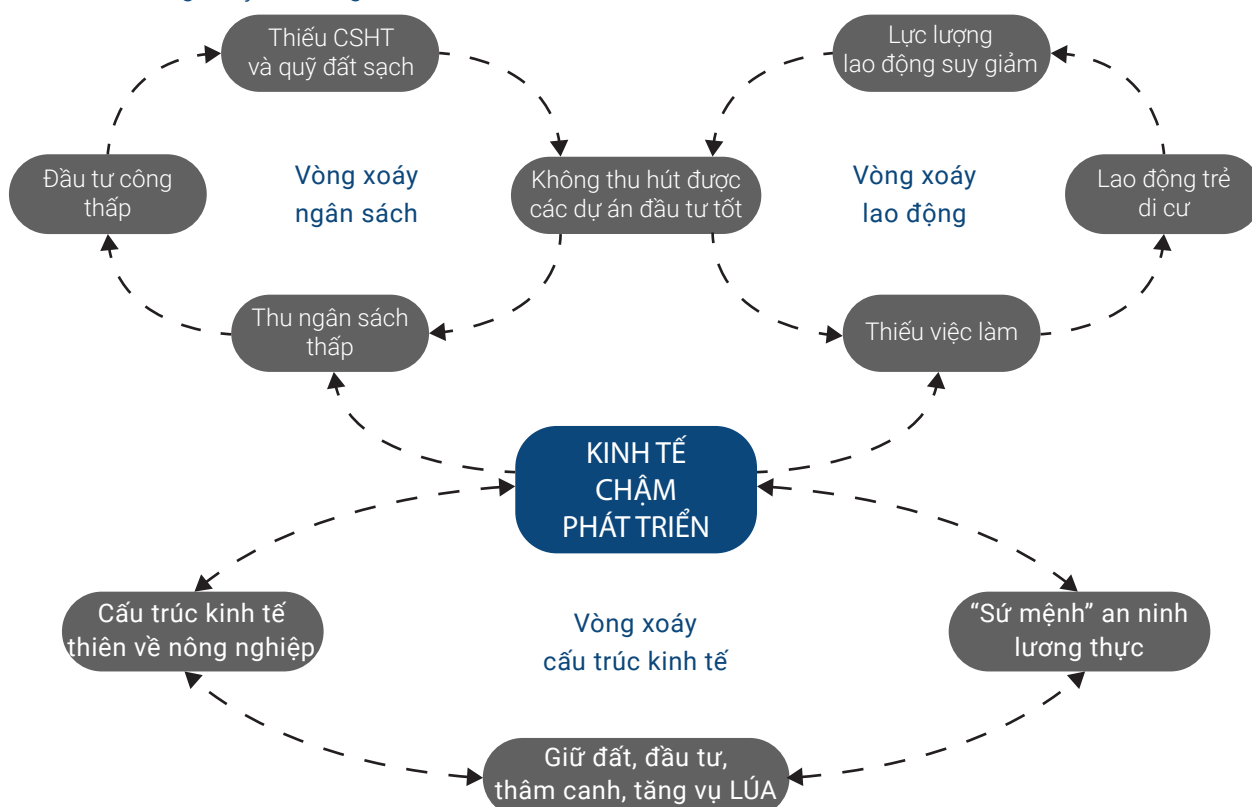 Thiếu CSHT
và quỹ đất sạch
Lực lượng
lao động suy giảm
Đầu tư công
thấp
Vòng xoáy
ngân sách
Không thu hút được
các dự án đầu tư tốt
Vòng xoáy
lao động
Lao động trẻ
di cư
Thu ngân sách
thấp
Thiếu việc làm
KINH TẾ
CHẬM
PHÁT TRIỂN
Cấu trúc kinh tế
thiên về nông nghiệp
Vòng xoáy
cấu trúc kinh tế
“Sứ mệnh” an ninh
lương thực
Giữ đất, đầu tư,
thâm canh, tăng vụ LÚA